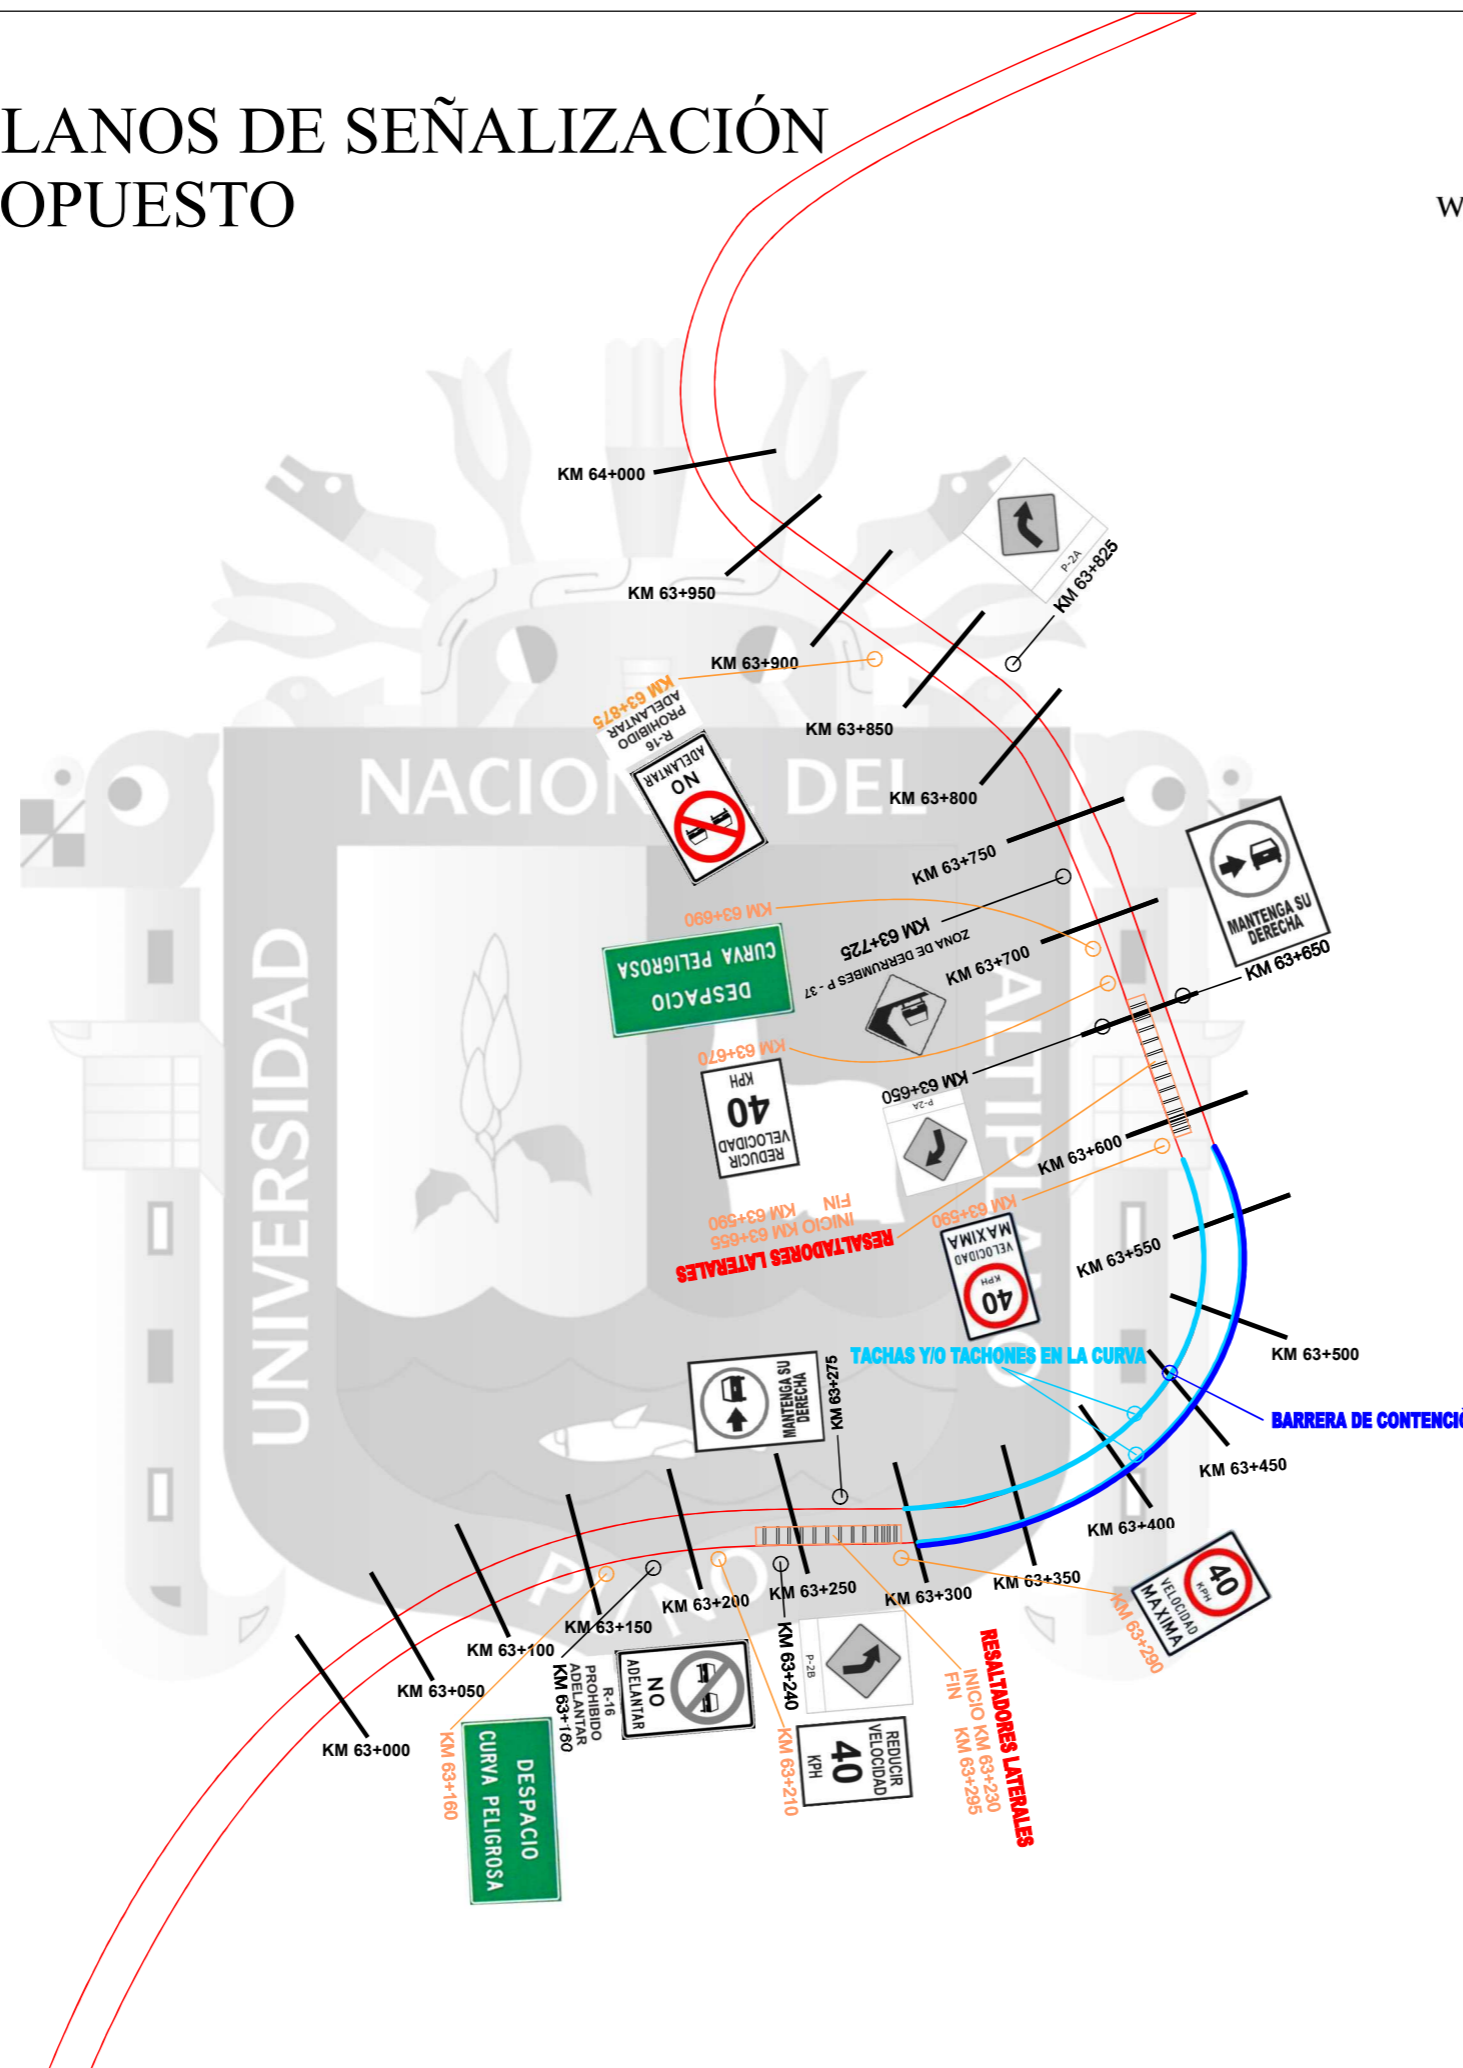 LANOS DE SEÑALIZACIÓN
OPUESTO
W
KM 64+000
KM 63+950
KM 63+900
KM 63+850
KM 63+800
KM 63+750
KM 63+700
KM 63+600
KM 63+550
KM 63+500
KM 63+450
KM 63+400
KM 63+350
KM 63+300
KM 63+250
KM 63+200
KM 63+150
KM 63+100
KM 63+050
KM 63+000
P-2A
KM 63+825
KM 63+875
R-16
PROHIBIDO
ADELANTAR
NO
ADELANTAR
MANTENGA SU
DERECHA
KM 63+650
KM 63+690
DESPACIO
CURVA PELIGROSA
KM 63+725
ZONA DE DERRUMBES P - 37
KM 63+670
REDUCIR
VELOCIDAD
40
KPH
KM 63+650
P-2A
RESALTADORES LATERALES
INICIO KM 63+655
FIN KM 63+590
KM 63+590
40
KPH
VELOCIDAD
MAXIMA
TACHAS Y/O TACHONES EN LA CURVA
BARRERA DE CONTENCIÓ
MANTENGA SU
DERECHA
KM 63+275
KM 63+290
40
KPH
VELOCIDAD
MAXIMA
RESALTADORES LATERALES
INICIO KM 63+230
FIN KM 63+295
KM 63+240
P-2B
KM 63+210
REDUCIR
VELOCIDAD
40
KPH
R-16
PROHIBIDO
ADELANTAR
KM 63+180
NO
ADELANTAR
KM 63+160
DESPACIO
CURVA PELIGROSA
UNIVERSIDAD
NACION L DEL
ALTIPLANO
P NO